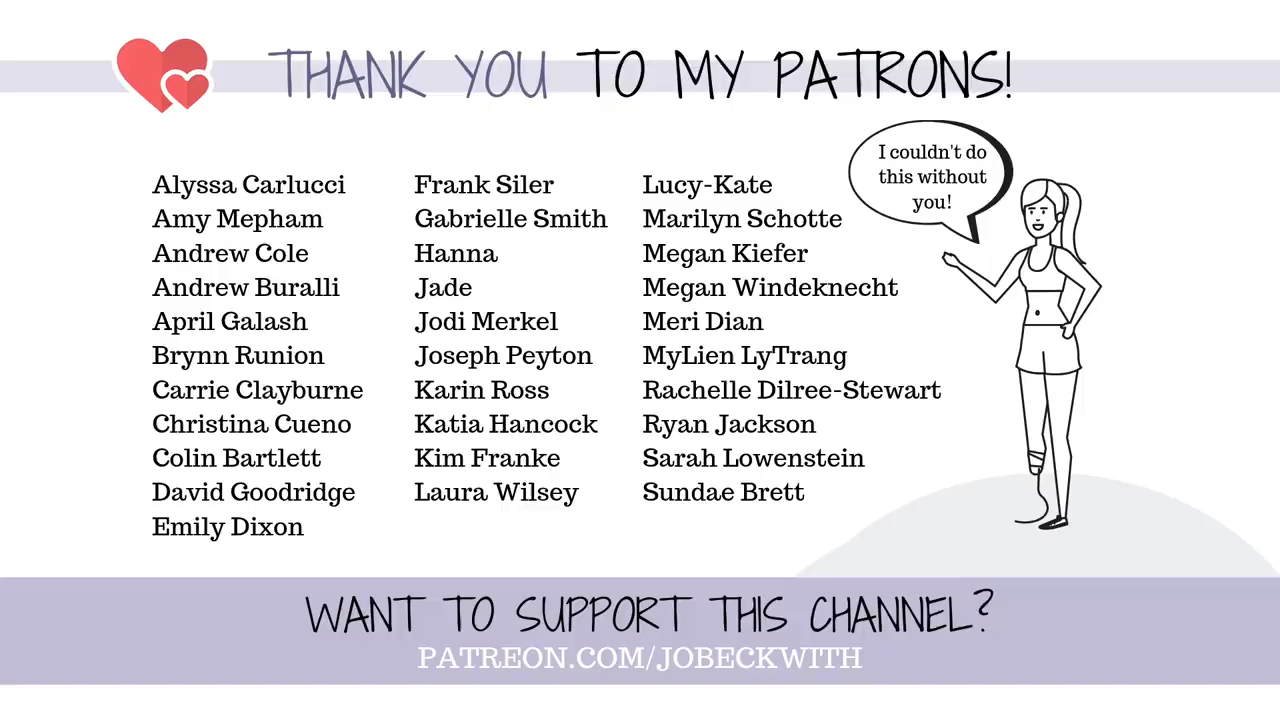 THANK YOU TO MY PATRONS!
I couldn't do
this without
you!
Alyssa Carlucci
Amy Mepham
Andrew Cole
Andrew Buralli
April Galash
Brynn Runion
Carrie Clayburne
Christina Cueno
Colin Bartlett
David Goodridge
Emily Dixon
Frank Siler
Gabrielle Smith
Hanna
Jade
Jodi Merkel
Joseph Peyton
Karin Ross
Katia Hancock
Kim Franke
Laura Wilsey
Lucy-Kate
Marilyn Schotte
Megan Kiefer
Megan Windeknecht
Meri Dian
MyLien LyTrang
Rachelle Dilree-Stewart
Ryan Jackson
Sarah Lowenstein
Sundae Brett
WANT TO SUPPORT THIS CHANNEL?
PATREON.COM/JOBECKWITH